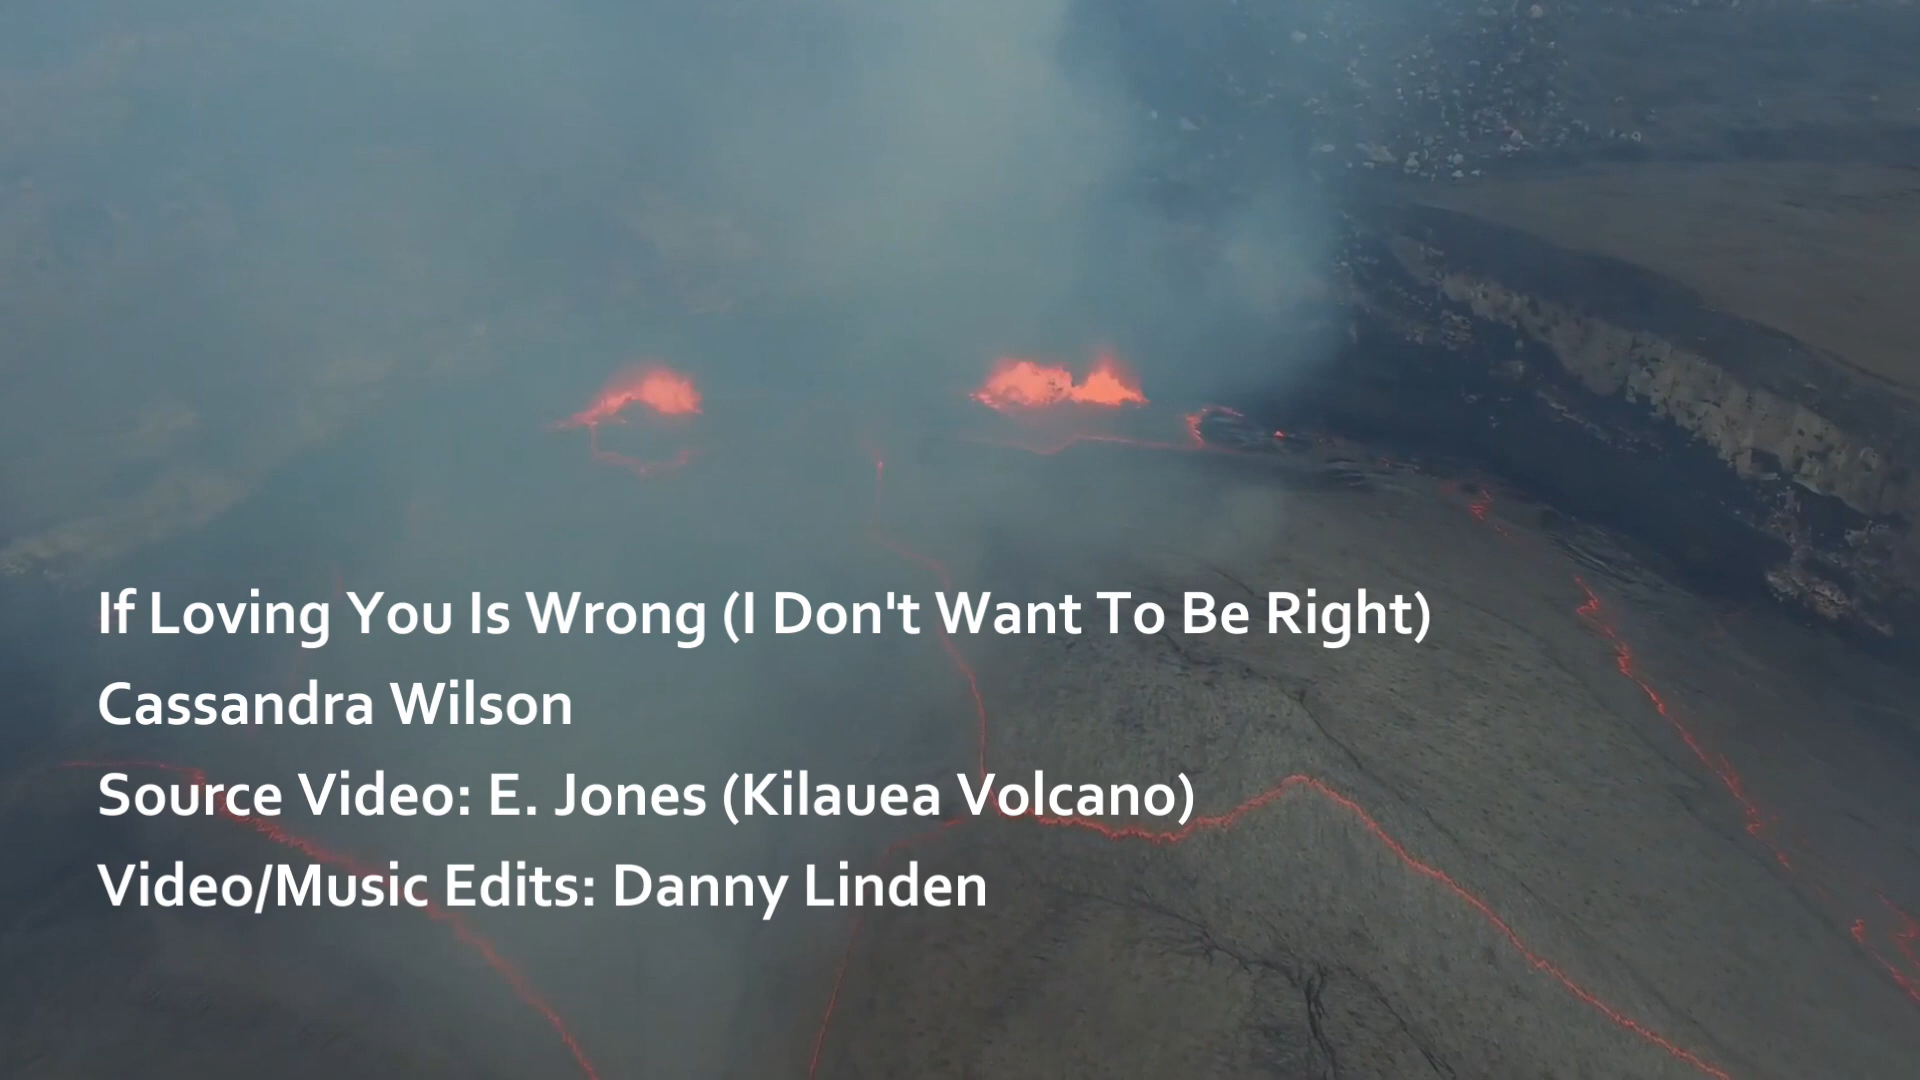 If Loving You Is Wrong (I Don't Want To Be Right)
Cassandra Wilson
Source Video: E. Jones (Kilauea Volcano)
Video/Music Edits: Danny Linden